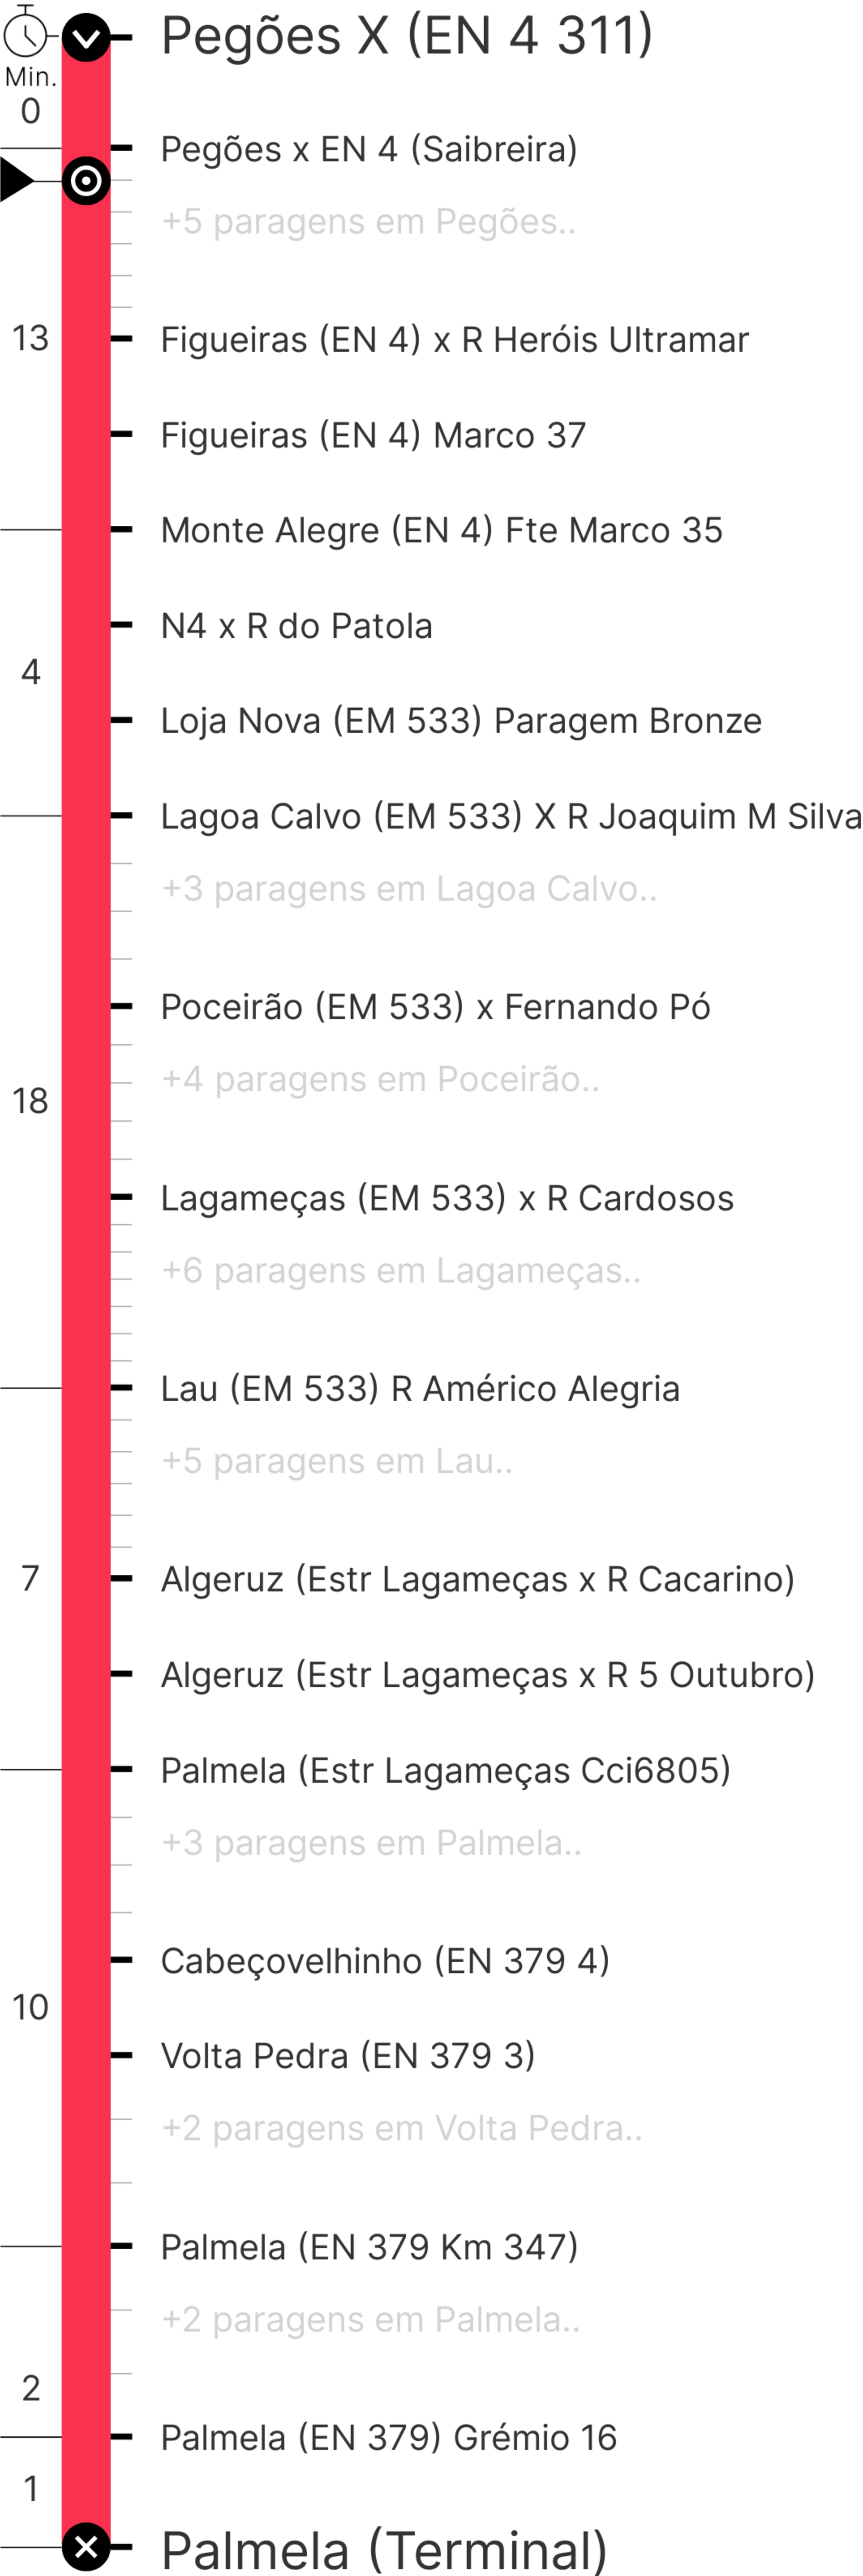 Pegões X (EN 4 311)
Min.
0
Pegões x EN 4 (Saibreira)
+5 paragens em Pegões..
13
Figueiras (EN 4) x R Heróis Ultramar
Figueiras (EN 4) Marco 37
Monte Alegre (EN 4) Fte Marco 35
N4 x R do Patola
4
Loja Nova (EM 533) Paragem Bronze
Lagoa Calvo (EM 533) X R Joaquim M Silva
+3 paragens em Lagoa Calvo..
Poceirão (EM 533) x Fernando Pó
+4 paragens em Poceirão..
18
Lagameças (EM 533) x R Cardosos
+6 paragens em Lagameças..
Lau (EM 533) R Américo Alegria
+5 paragens em Lau..
7
Algeruz (Estr Lagameças x R Cacarino)
Algeruz (Estr Lagameças x R 5 Outubro)
Palmela (Estr Lagameças Cci6805)
+3 paragens em Palmela..
Cabeçovelhinho (EN 379 4)
10
Volta Pedra (EN 379 3)
+2 paragens em Volta Pedra..
Palmela (EN 379 Km 347)
+2 paragens em Palmela..
2
Palmela (EN 379) Grémio 16
1
Palmela (Terminal)